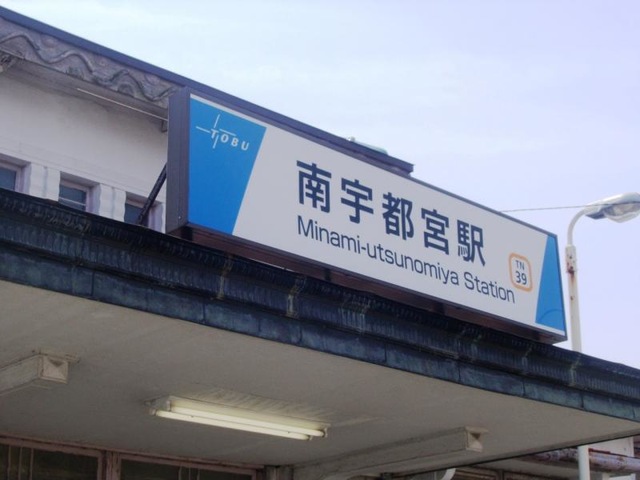 TOBU
南宇都宮駅
Minami-utsunomiya Station
TN
39